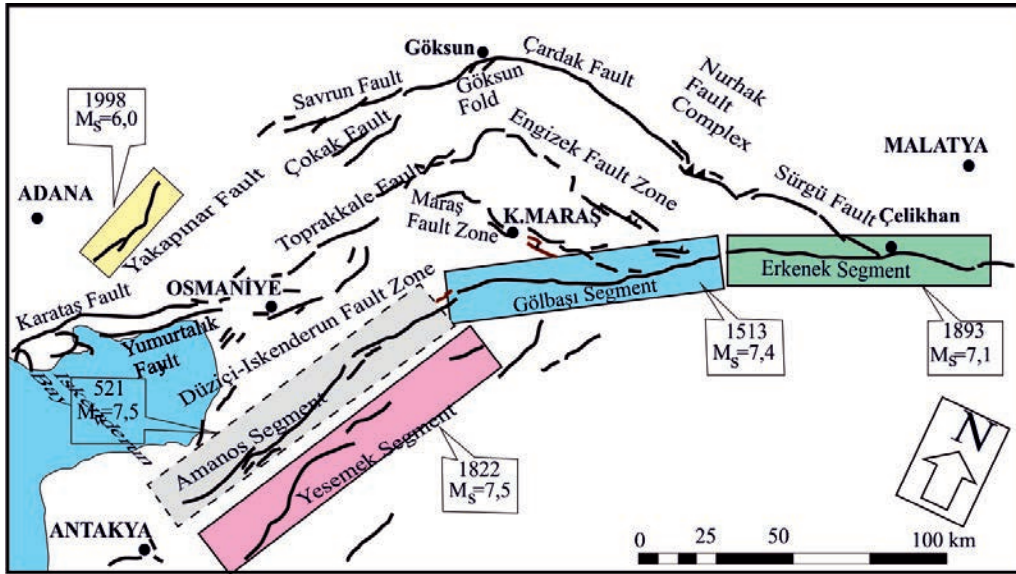 Göksun
Çardak Fault
Savrun Fault
Göksun
Fold
Nurhak
Fault
Complex
1998
Ms=6,0
Çokak Fault
Engizek Fault Zone
MALATYA
ADANA
Yakapınar Fault
Toprakkale Fault
Maraş
Fault Zone
K.MARAŞ
Sürgü Fault
Çelikhan
Karataş Fault
OSMANİYE
Düziçi-Iskenderun Fault Zone
Gölbaşı Segment
Erkenek Segment
Yumurtalık
Faylt
Iskenderun
Bay
521
Ms=7,5
1513
Ms=7,4
1893
Ms=7,1
Amanos Segment
Yesemek Segment
1822
Ms=7,5
N
ANTAKYA
0 25 50 100 km